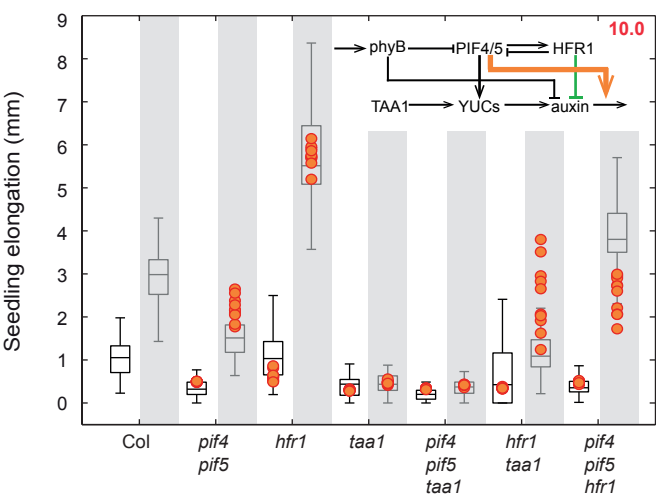 10.0
phyB PIF4/5 HFR1
TAA1 YUCs auxin
Seedling elongation (mm)
9
8
7
6
5
4
3
2
1
0
Col pif4 hfr1 taa1 pif4 hfr1 pif4
pif5 pif5 taa1 pif5
taa1 hfr1